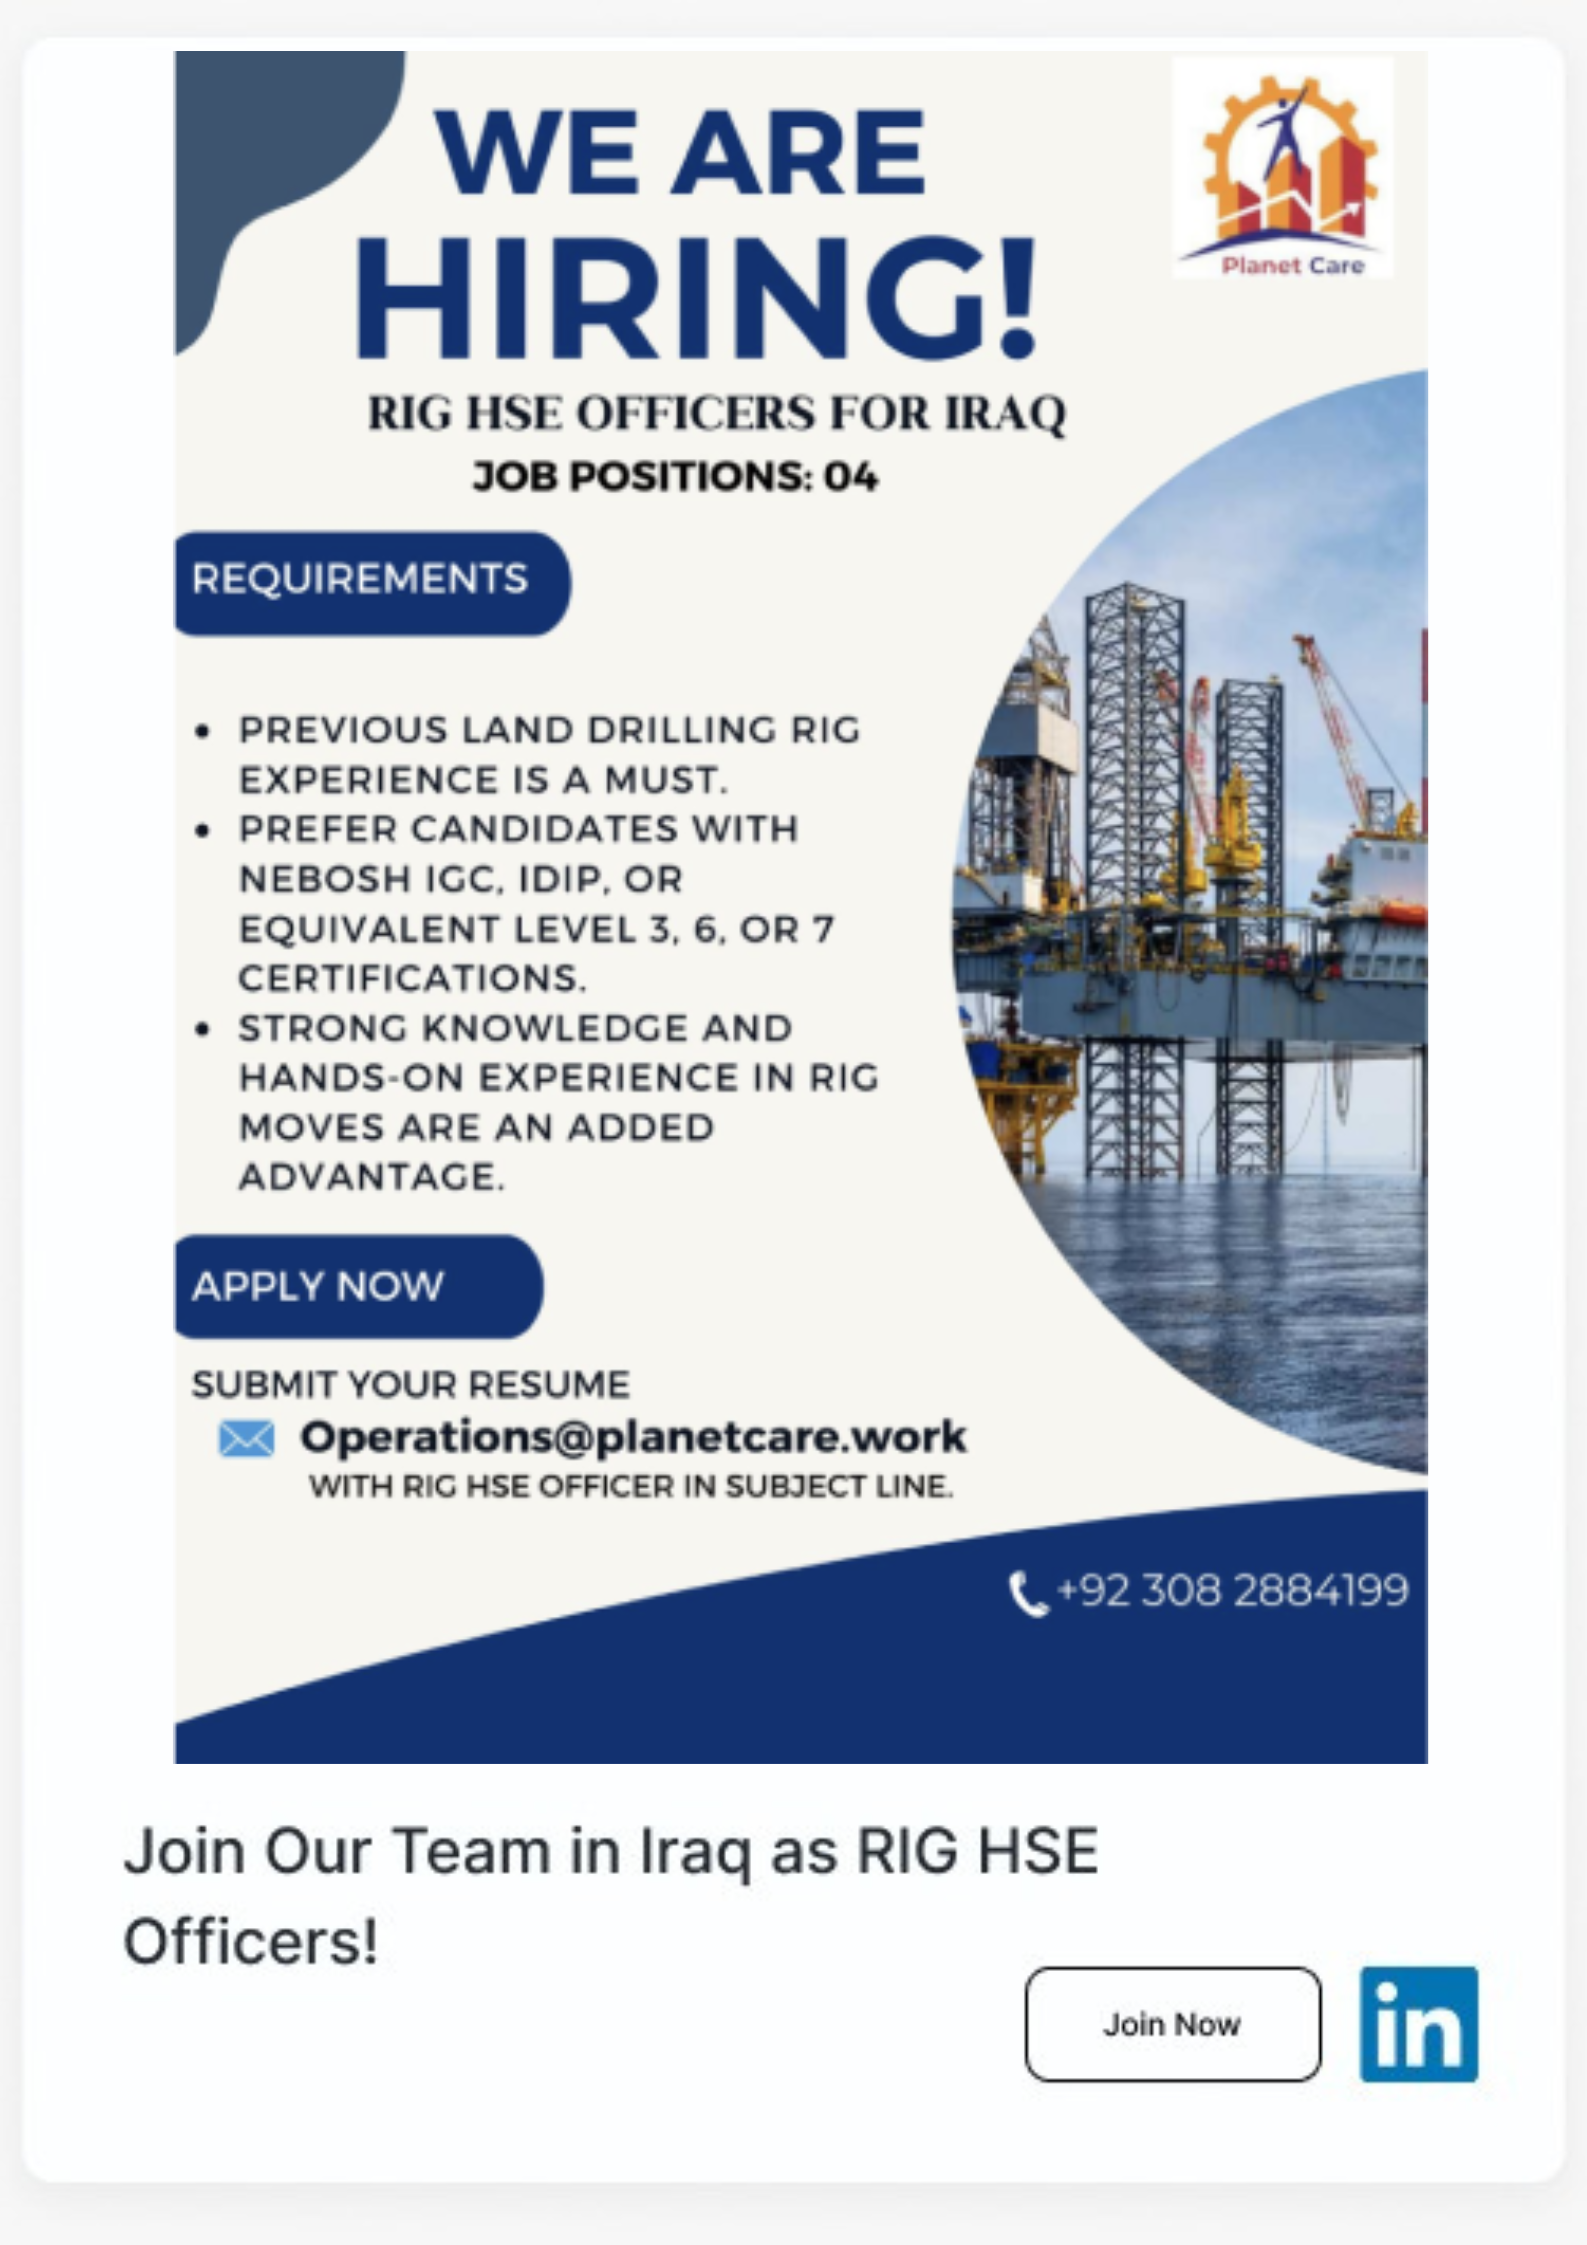 WE ARE
HIRING!
Planet Care
RIG HSE OFFICERS FOR IRAQ
JOB POSITIONS: 04
REQUIREMENTS
• PREVIOUS LAND DRILLING RIG
EXPERIENCE IS A MUST.
• PREFER CANDIDATES WITH
NEBOSH IGC, IDIP, OR
EQUIVALENT LEVEL 3, 6, OR 7
CERTIFICATIONS.
• STRONG KNOWLEDGE AND
HANDS-ON EXPERIENCE IN RIG
MOVES ARE AN ADDED
ADVANTAGE.
APPLY NOW
SUBMIT YOUR RESUME
Operations@planetcare.work
WITH RIG HSE OFFICER IN SUBJECT LINE.
+92 308 2884199
Join Our Team in Iraq as RIG HSE
Officers!
Join Now
in